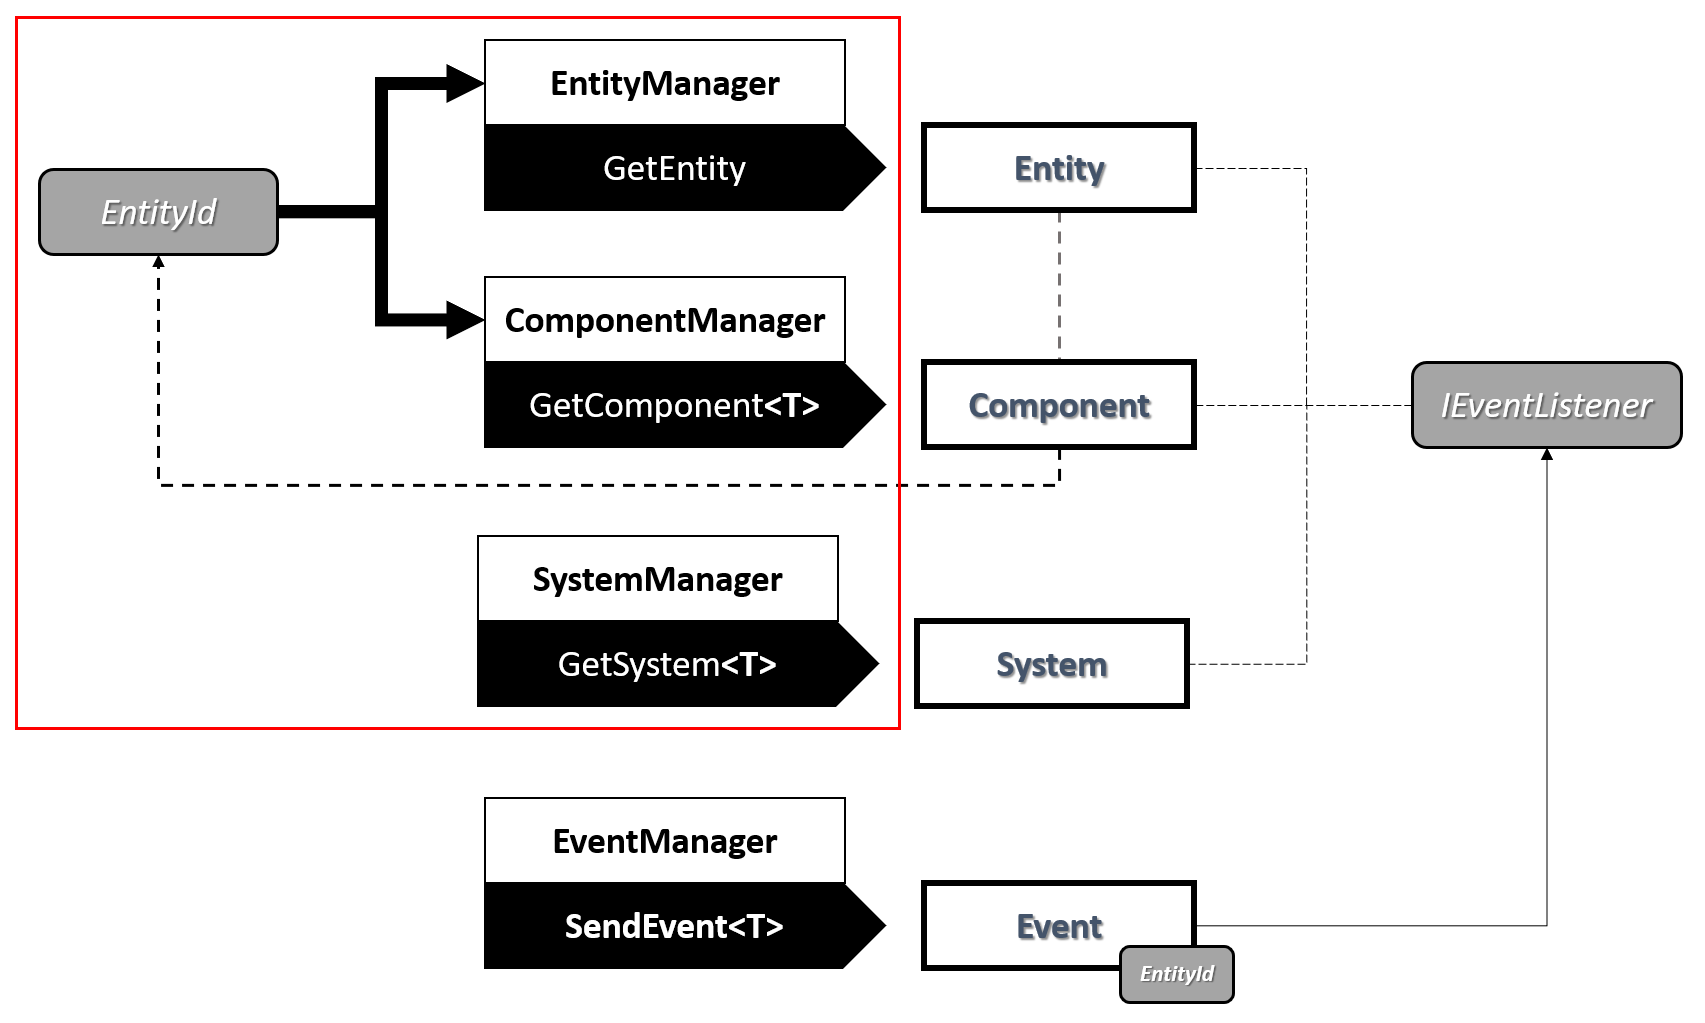 EntityManager
GetEntity
Entity
EntityId
ComponentManager
GetComponent<T>
Component
IEventListener
SystemManager
GetSystem<T>
System
EventManager
SendEvent<T>
Event
EntityId